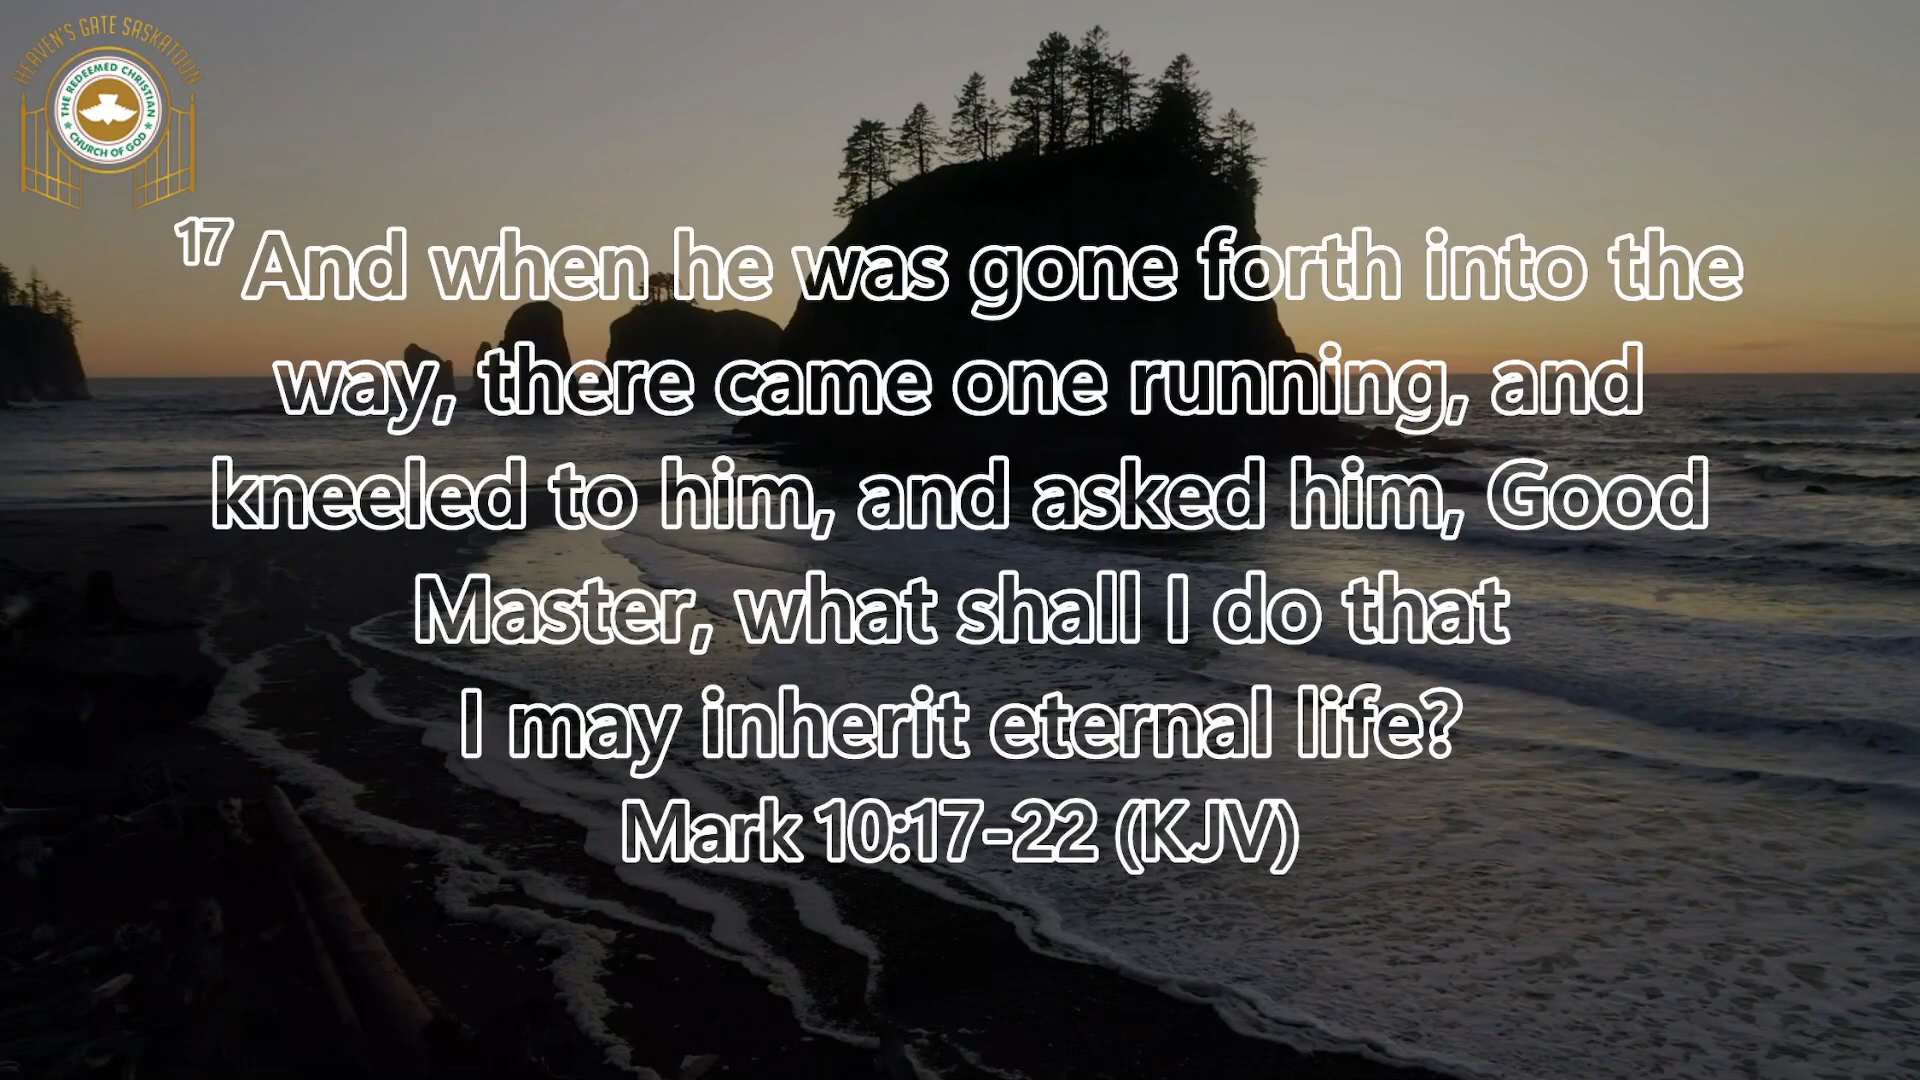 HEAVEN'S GATE SASKATOON
THE REDEEMED CHRISTIAN
CHURCH OF GOD
17 And when he was gone forth into the
way, there came one running, and
kneeled to him, and asked him, Good
Master, what shall I do that
I may inherit eternal life?
Mark 10:17-22 (KJV)